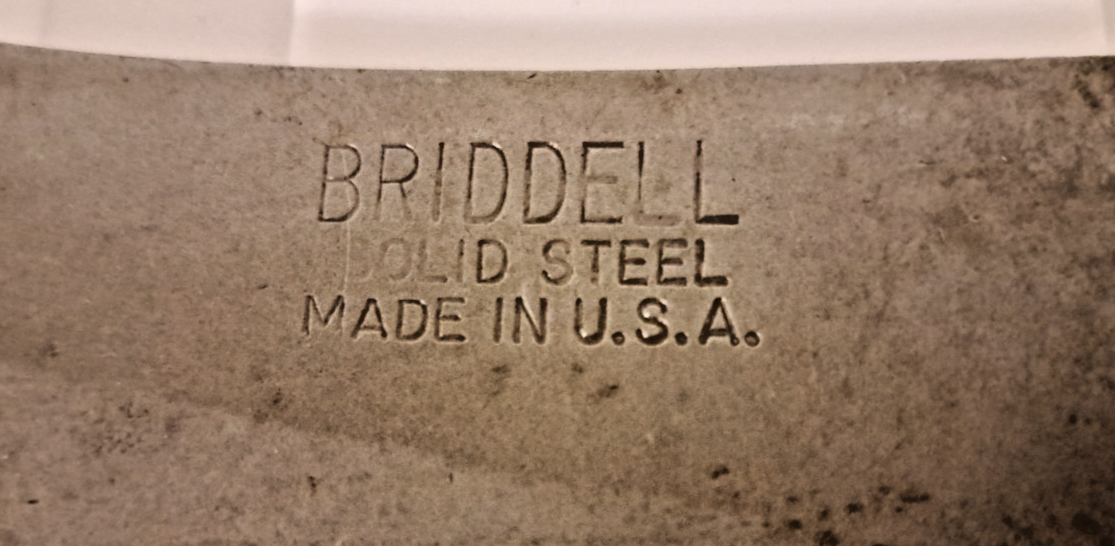 BRIDDELL
SOLID STEEL
MADE IN U.S.A.